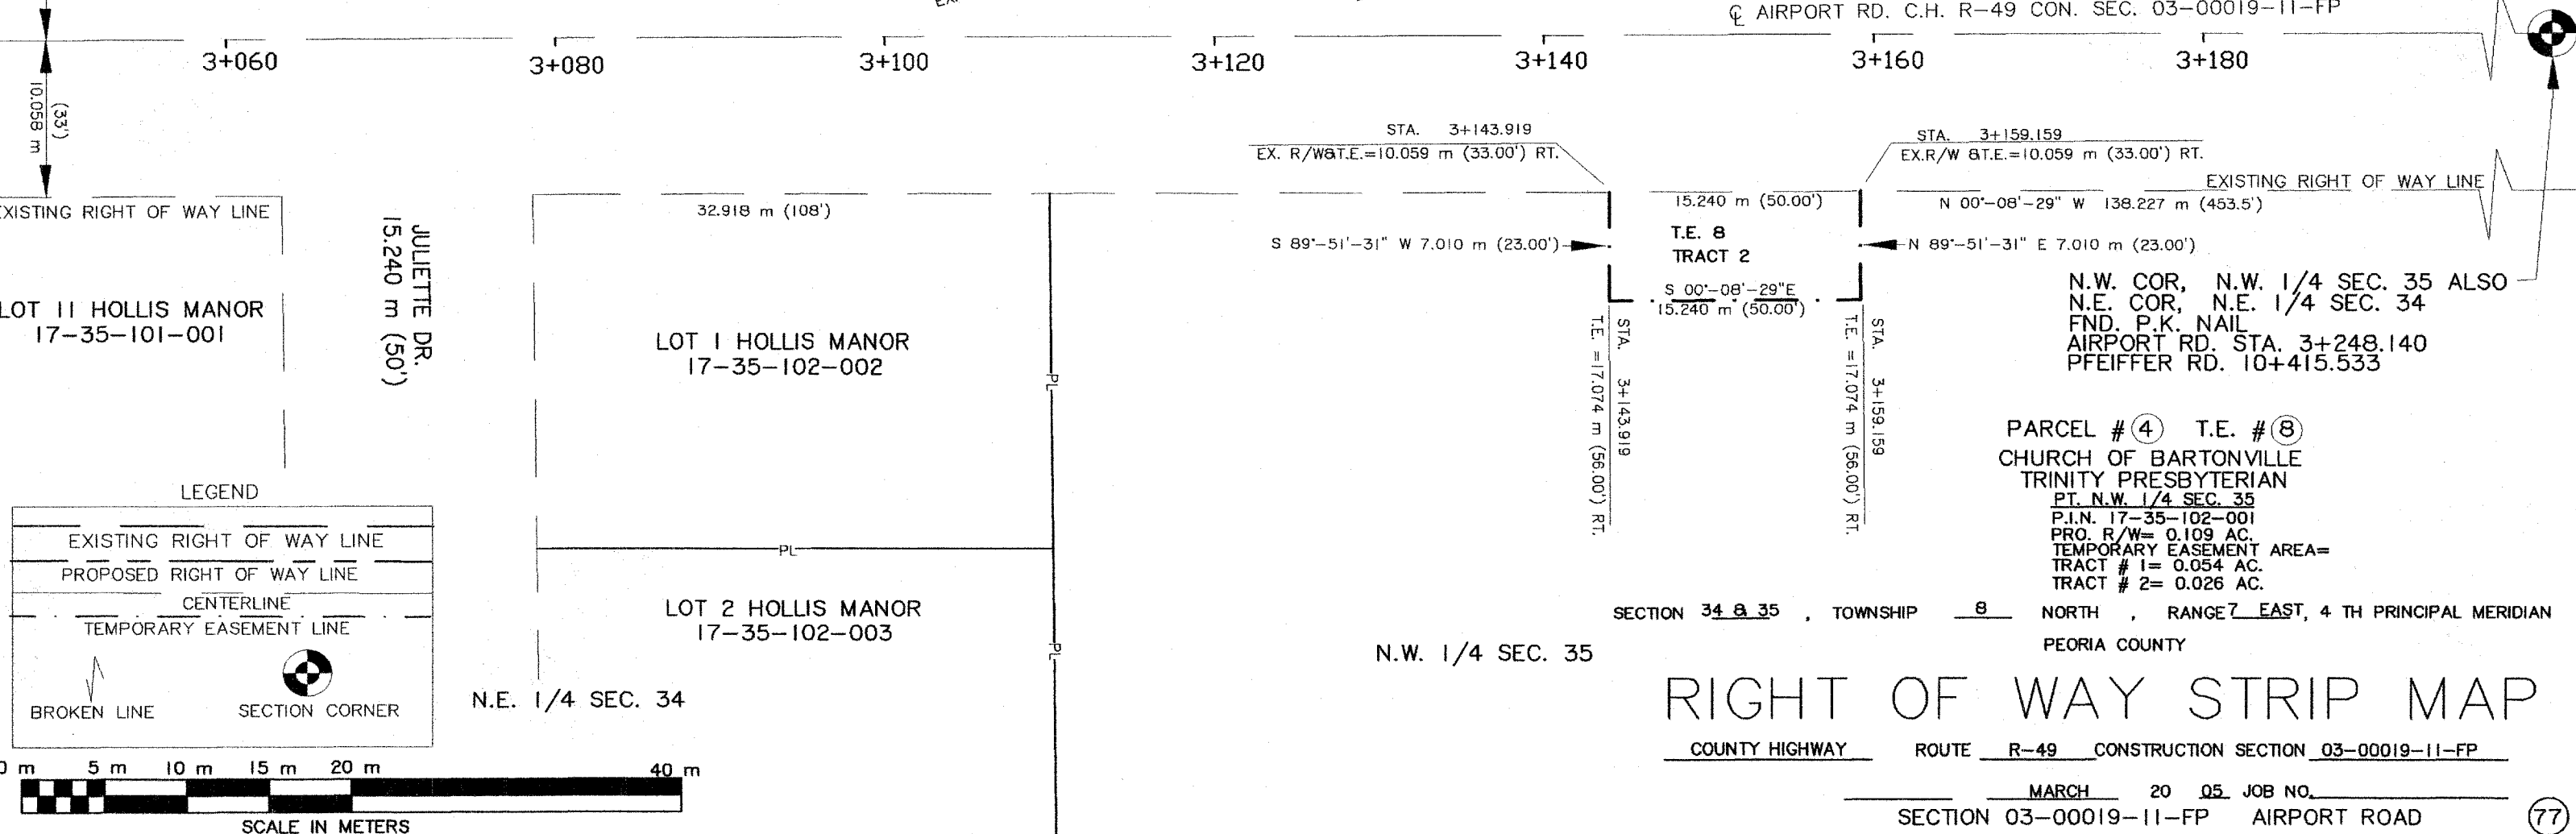 ℄ AIRPORT RD. C.H. R-49 CON. SEC. 03-00019-11-FP
3+060
3+080
3+100
3+120
3+140
3+160
3+180
(33')
10.058 m
STA. 3+143.919
EX. R/W&T.E.=10.059 m (33.00') RT.
STA. 3+159.159
EX.R/W &T.E.=10.059 m (33.00') RT.
EXISTING RIGHT OF WAY LINE
EXISTING RIGHT OF WAY LINE
32.918 m (108')
15.240 m (50.00')
N 00°-08'-29" W 138.227 m (453.5')
JULIETTE DR.
15.240 m (50')
S 89°-51'-31" W 7.010 m (23.00')
T.E. 8
TRACT 2
N 89°-51'-31" E 7.010 m (23.00')
S 00°-08'-29"E
15.240 m (50.00')
STA. 3+143.919
T.E. =17.074 m (56.00') RT.
STA. 3+159.159
T.E. =17.074 m (56.00') RT.
N.W. COR, N.W. 1/4 SEC. 35 ALSO
N.E. COR, N.E. 1/4 SEC. 34
FND. P.K. NAIL
AIRPORT RD. STA. 3+248.140
PFEIFFER RD. 10+415.533
LOT 11 HOLLIS MANOR
17-35-101-001
LOT 1 HOLLIS MANOR
17-35-102-002
PL
PL
PL
LOT 2 HOLLIS MANOR
17-35-102-003
N.E. 1/4 SEC. 34
N.W. 1/4 SEC. 35
PARCEL # 4 T.E. # 8
CHURCH OF BARTONVILLE
TRINITY PRESBYTERIAN
PT. N.W. 1/4 SEC. 35
P.I.N. 17-35-102-001
PRO. R/W= 0.109 AC.
TEMPORARY EASEMENT AREA=
TRACT # 1= 0.054 AC.
TRACT # 2= 0.026 AC.
LEGEND
EXISTING RIGHT OF WAY LINE
PROPOSED RIGHT OF WAY LINE
CENTERLINE
TEMPORARY EASEMENT LINE
BROKEN LINE
SECTION CORNER
0 m 5 m 10 m 15 m 20 m 40 m
SCALE IN METERS
SECTION 34 & 35 , TOWNSHIP 8 NORTH , RANGE 7 EAST, 4 TH PRINCIPAL MERIDIAN
PEORIA COUNTY
RIGHT OF WAY STRIP MAP
COUNTY HIGHWAY ROUTE R-49 CONSTRUCTION SECTION 03-00019-11-FP
MARCH 20 05 JOB NO.
SECTION 03-00019-11-FP AIRPORT ROAD
77